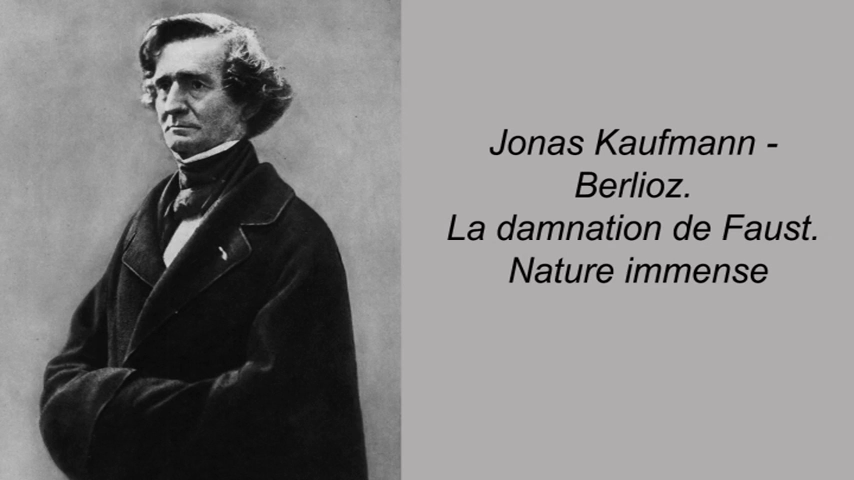 Jonas Kaufmann -
Berlioz.
La damnation de Faust.
Nature immense